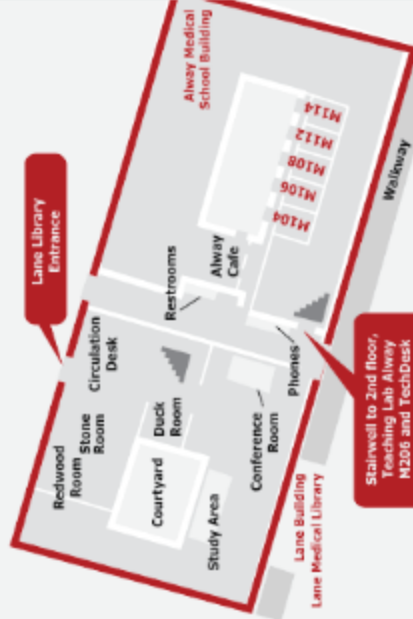 Alway Medical
School Building
M114
M112
M108
M106
M104
Walkway
Lane Library
Entrance
Restrooms
Alway
Cafe
Circulation
Desk
Phones
Stairwell to 2nd floor,
Teaching Lab Alway
M206 and TechDesk
Redwood
Room
Stone
Room
Duck
Room
Conference
Room
Courtyard
Study Area
Lane Building
Lane Medical Library